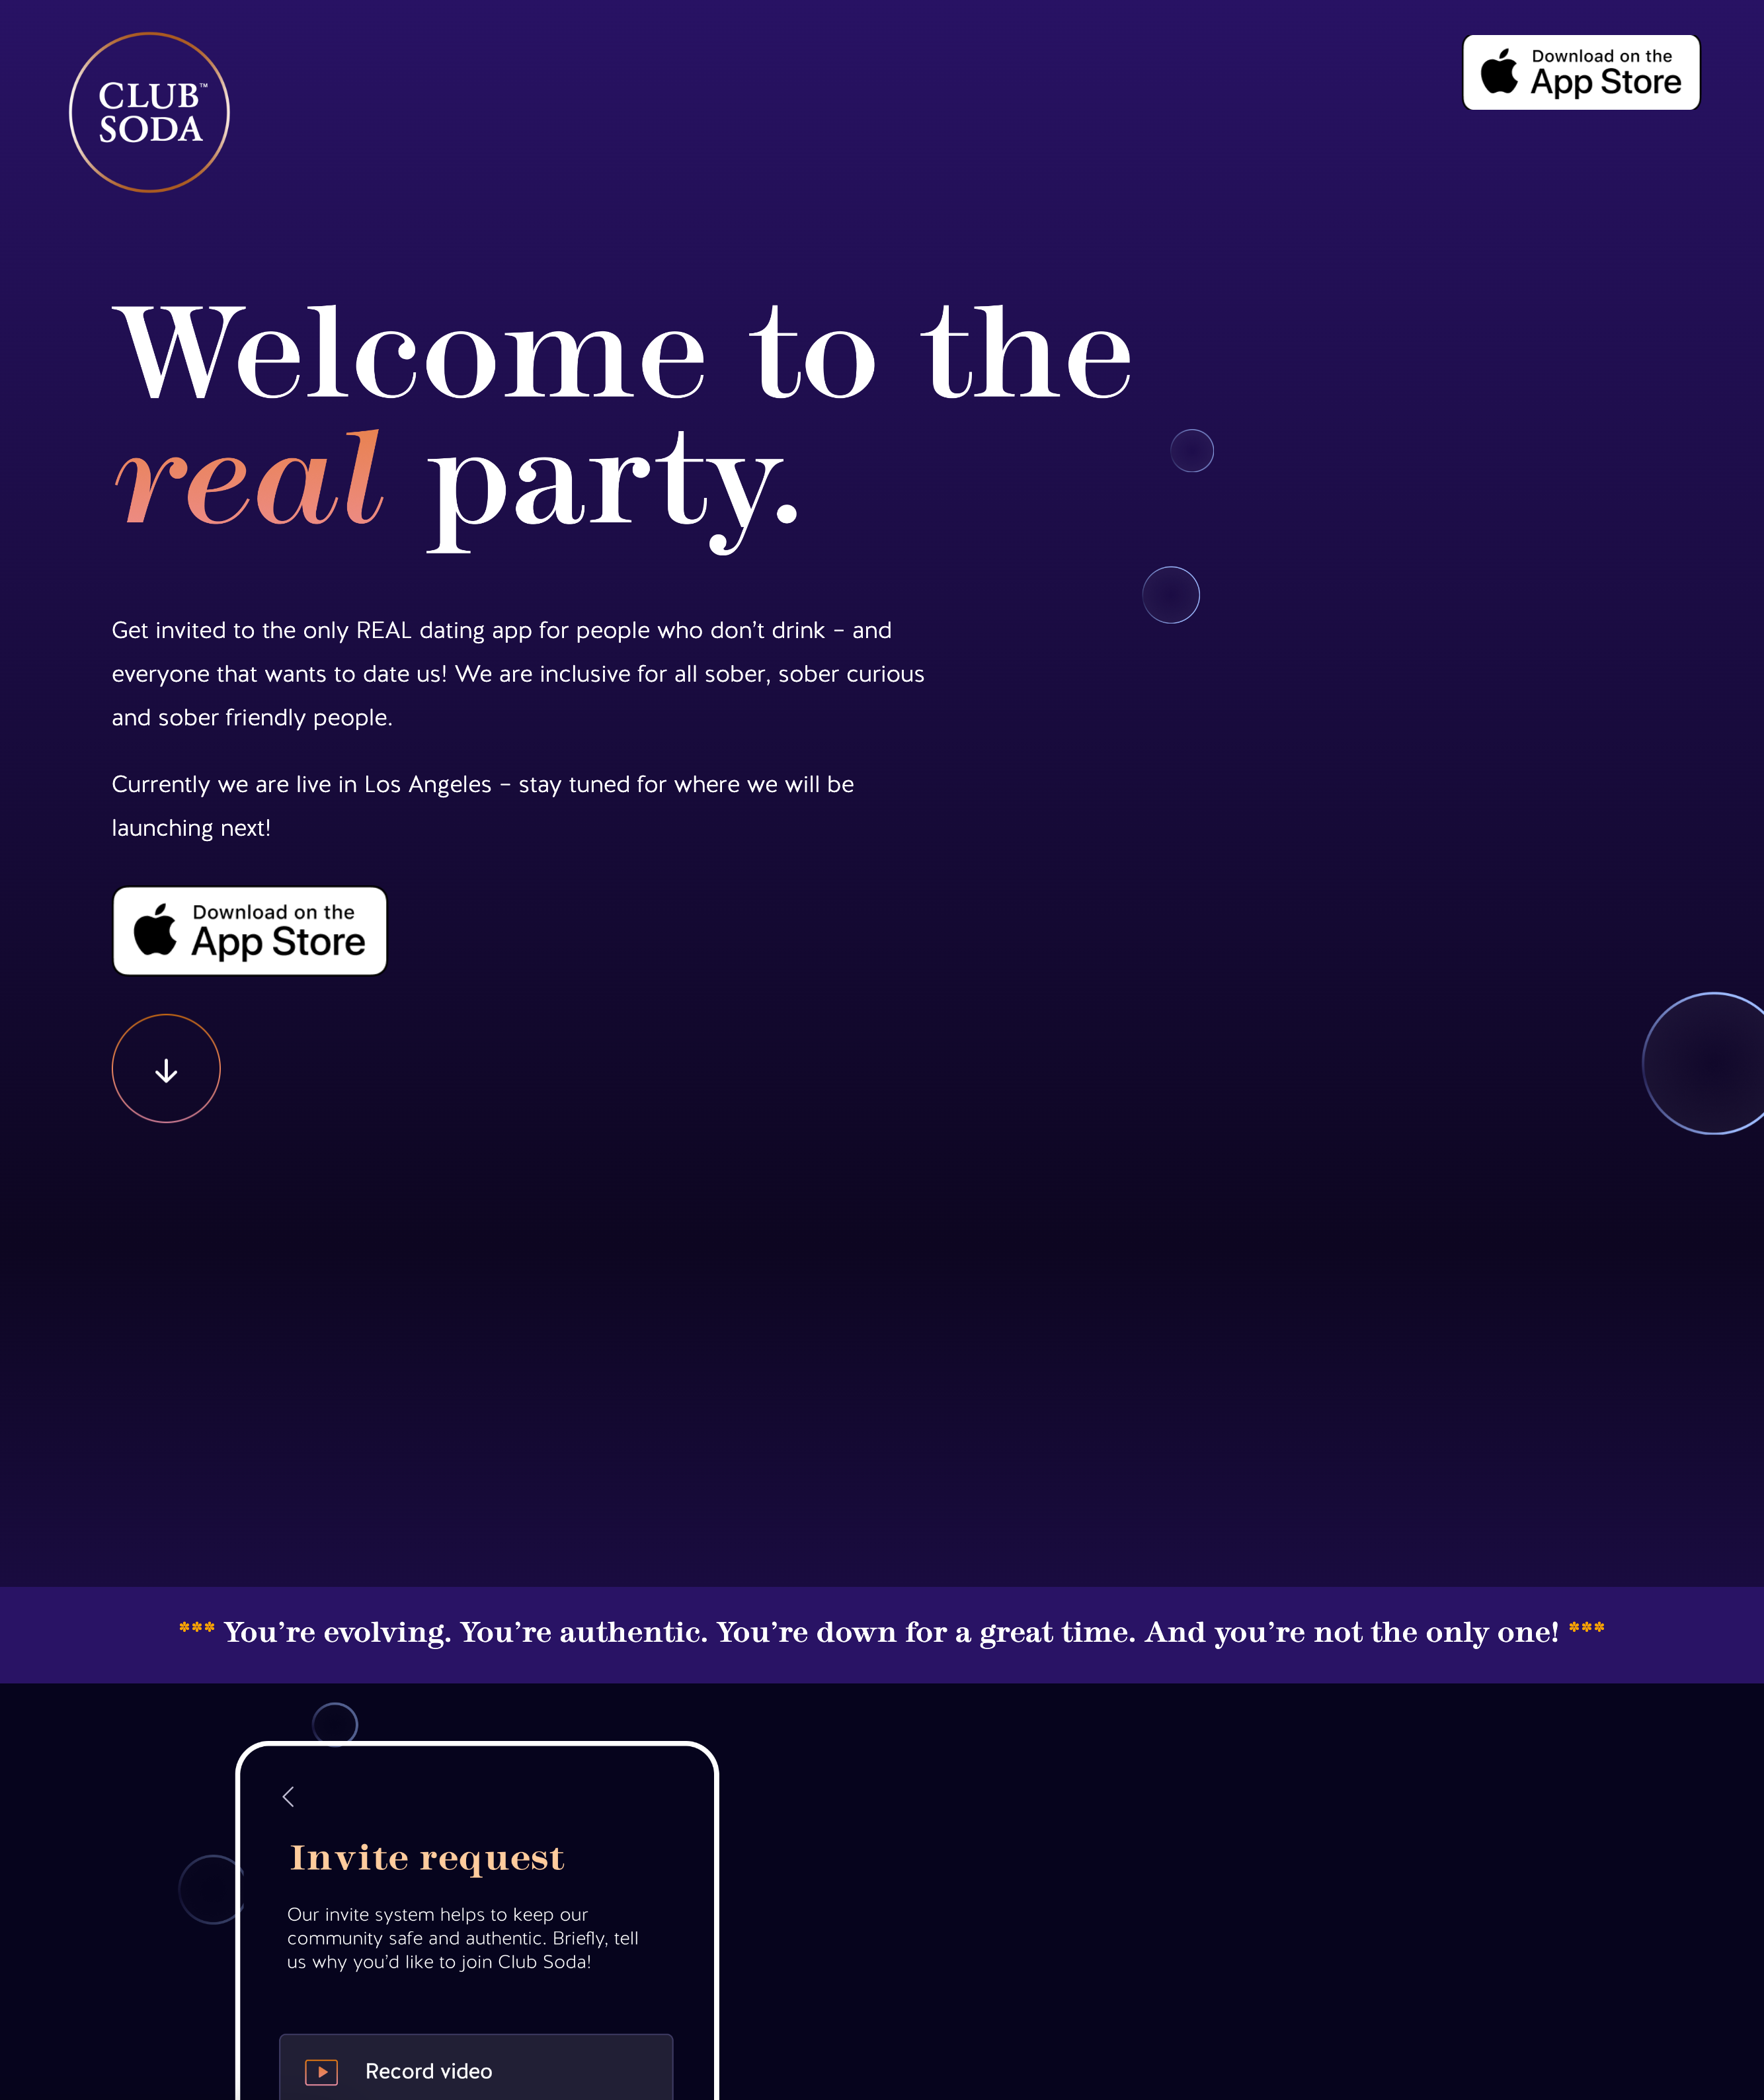 CLUB™
SODA
Download on the
App Store
Welcome to the
real party.
Get invited to the only REAL dating app for people who don’t drink – and
everyone that wants to date us! We are inclusive for all sober, sober curious
and sober friendly people.
Currently we are live in Los Angeles – stay tuned for where we will be
launching next!
Download on the
App Store
*** You’re evolving. You’re authentic. You’re down for a great time. And you’re not the only one! ***
Invite request
Our invite system helps to keep our
community safe and authentic. Briefly, tell
us why you’d like to join Club Soda!
Record video